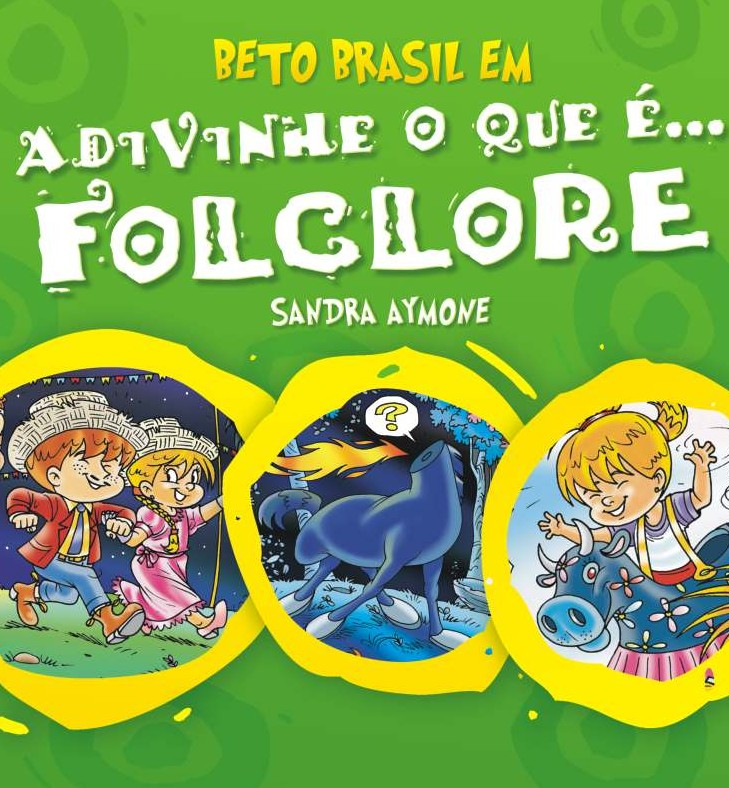 BETO BRASIL EM
ADIVINHE O QUE É...
FOLCLORE
SANDRA AYMONE
?